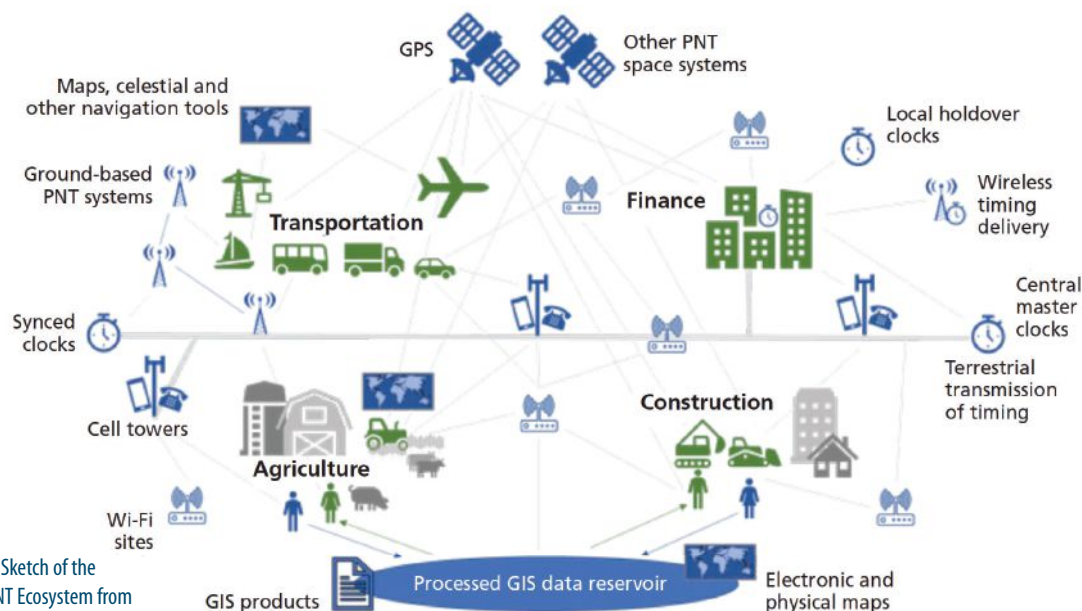 GPS
Other PNT
space systems
Maps, celestial and
other navigation tools
Local holdover
clocks
Ground-based
PNT systems
Transportation
Finance
Wireless
timing
delivery
Synced
clocks
Central
master
clocks
Terrestrial
transmission
of timing
Cell towers
Agriculture
Construction
Wi-Fi
sites
Sketch of the
NT Ecosystem from
GIS products
Processed GIS data reservoir
Electronic and
physical maps